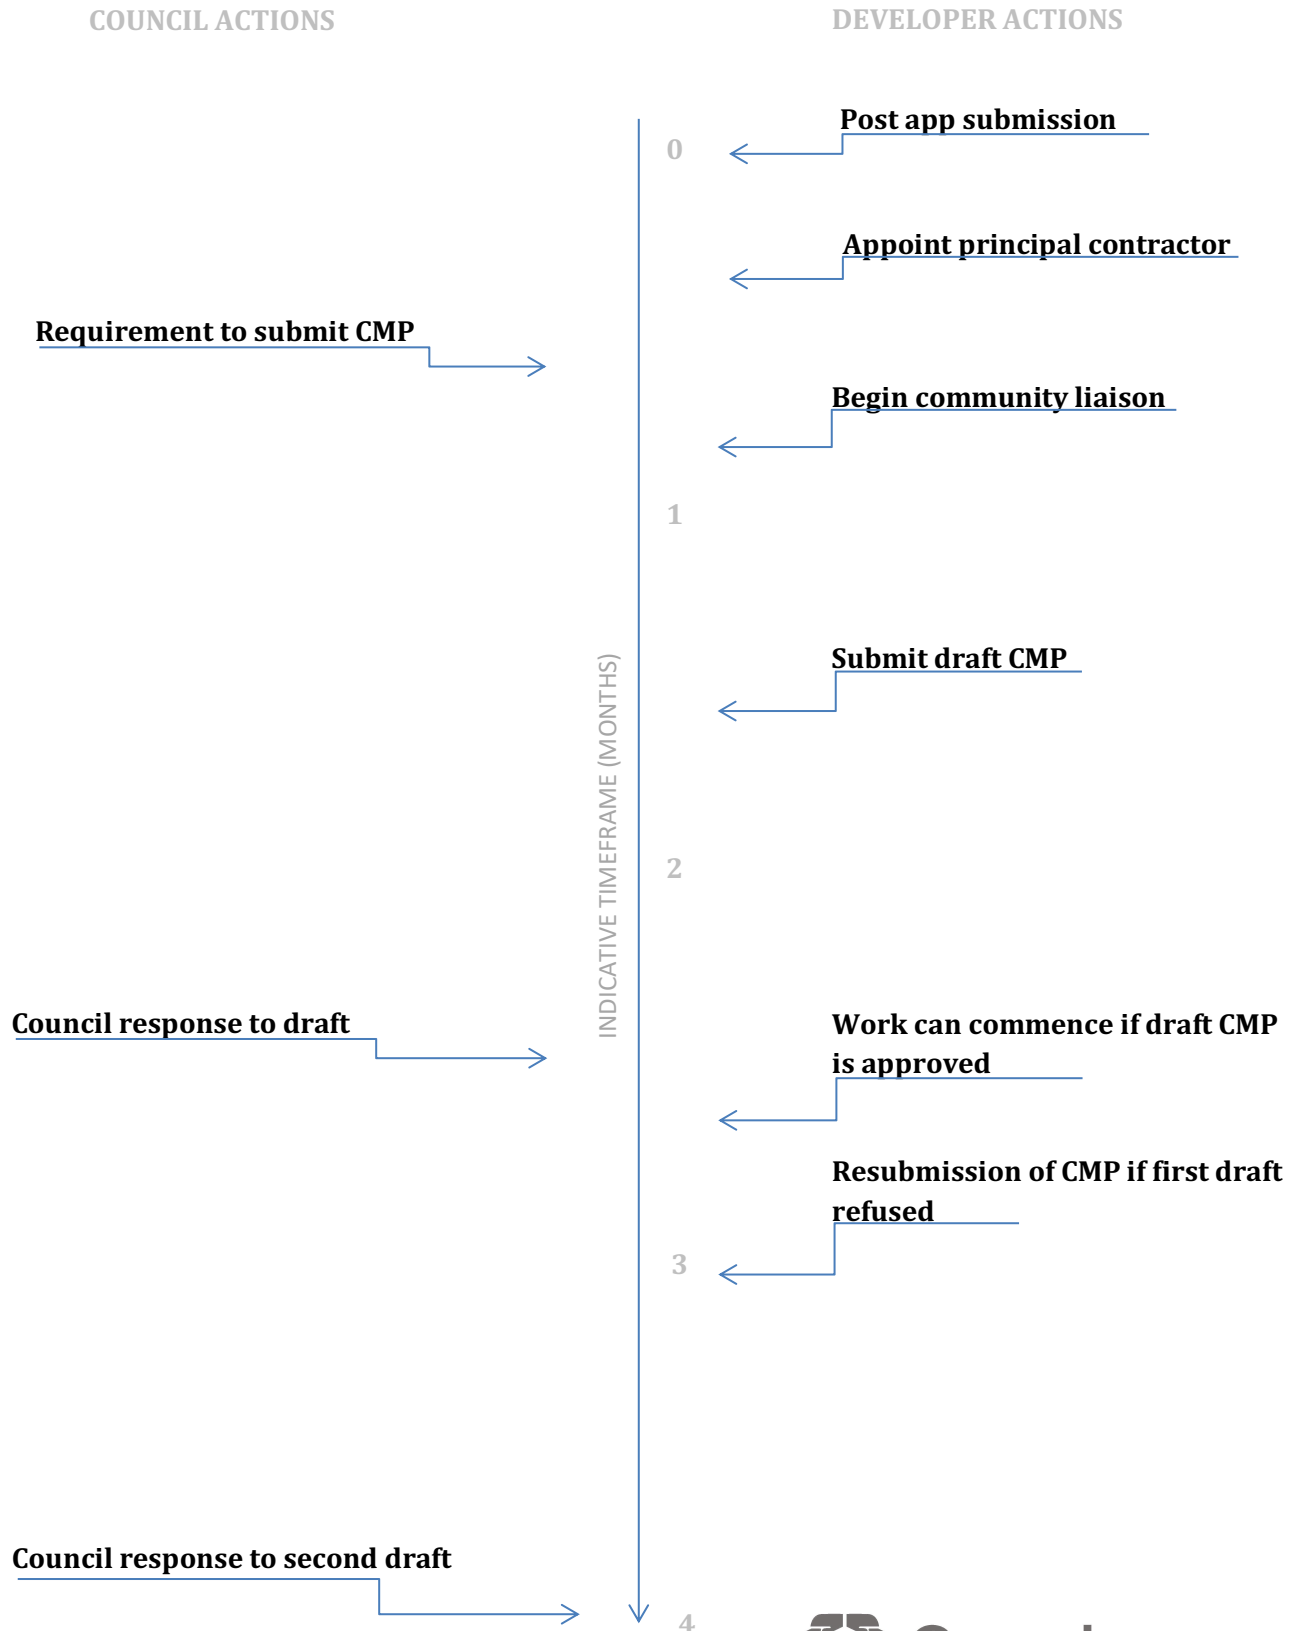 COUNCIL ACTIONS
DEVELOPER ACTIONS
Post app submission
0
Appoint principal contractor
Requirement to submit CMP
Begin community liaison
1
Submit draft CMP
INDICATIVE TIMEFRAME (MONTHS)
2
Council response to draft
Work can commence if draft CMP
is approved
Resubmission of CMP if first draft
refused
3
Council response to second draft
4